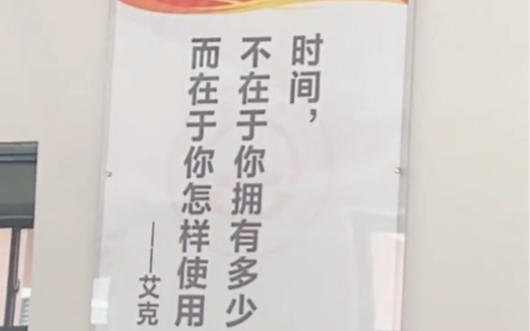 时间，
不在于你拥有多少
而在于你怎样使用
——艾克